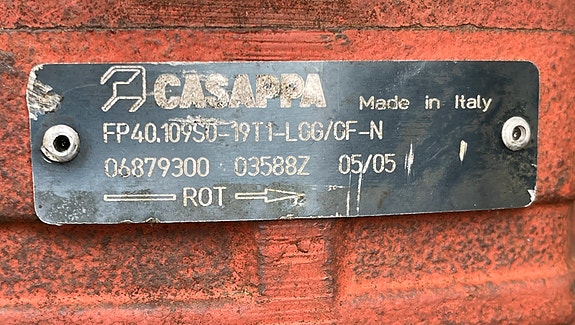 CASAPPA Made in Italy
FP40.109S0-19T1-LGG/GF-N
06879300 03588Z 05/05
ROT